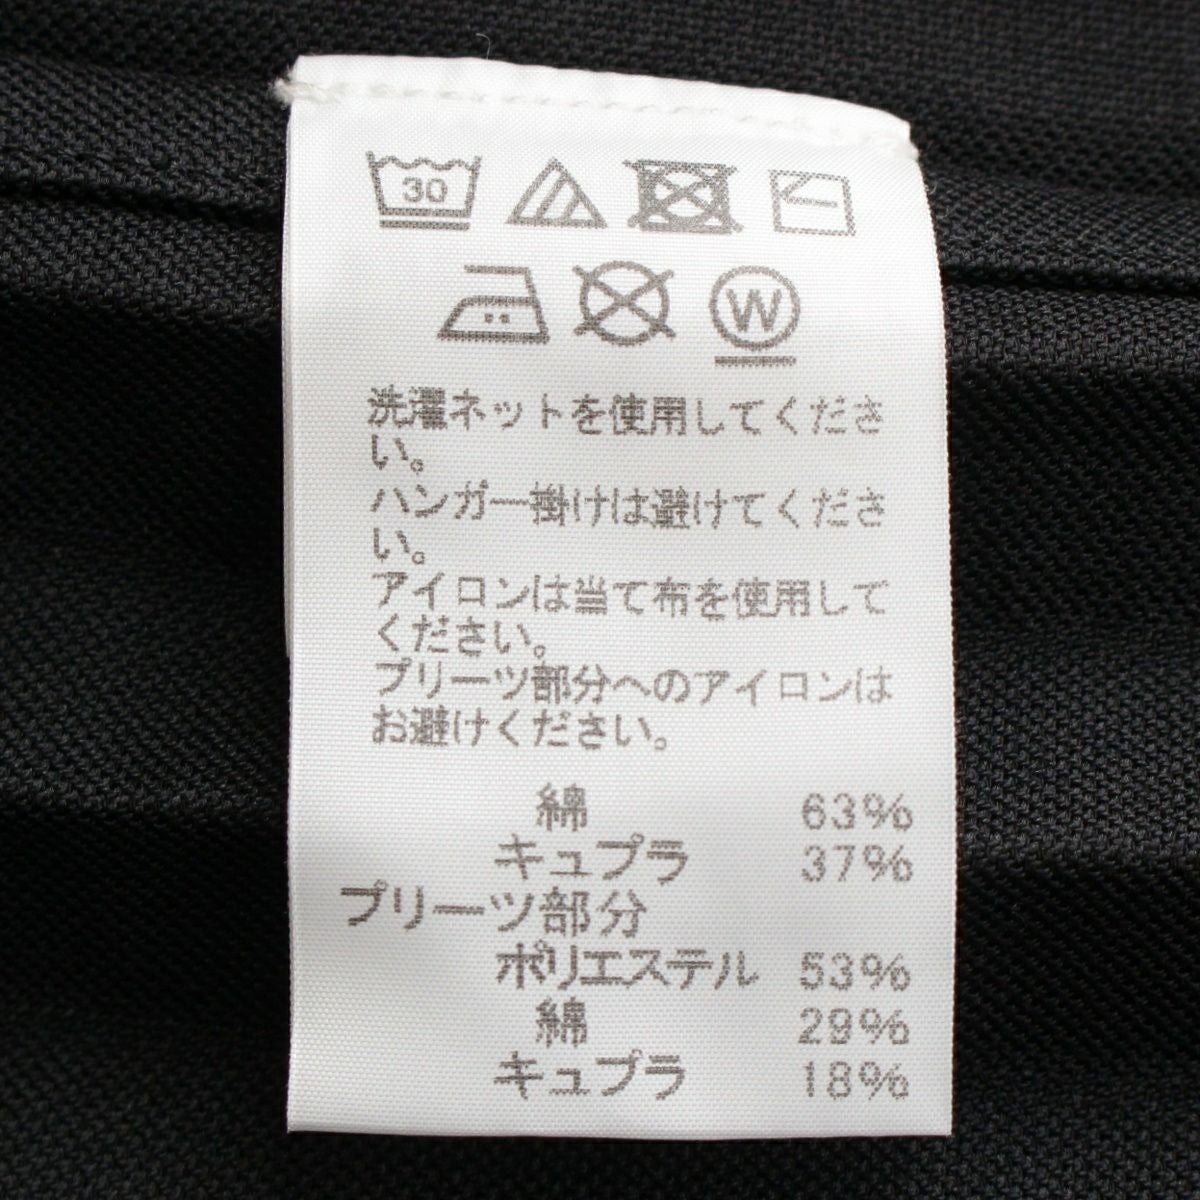 30
W
洗濯ネットを使用してくださ
い。
ハンガー掛けは避けてくださ
い。
アイロンは当て布を使用して
ください。
プリーツ部分へのアイロンは
お避けください。
綿 63%
キュプラ 37%
プリーツ部分
ポリエステル 53%
綿 29%
キュプラ 18%